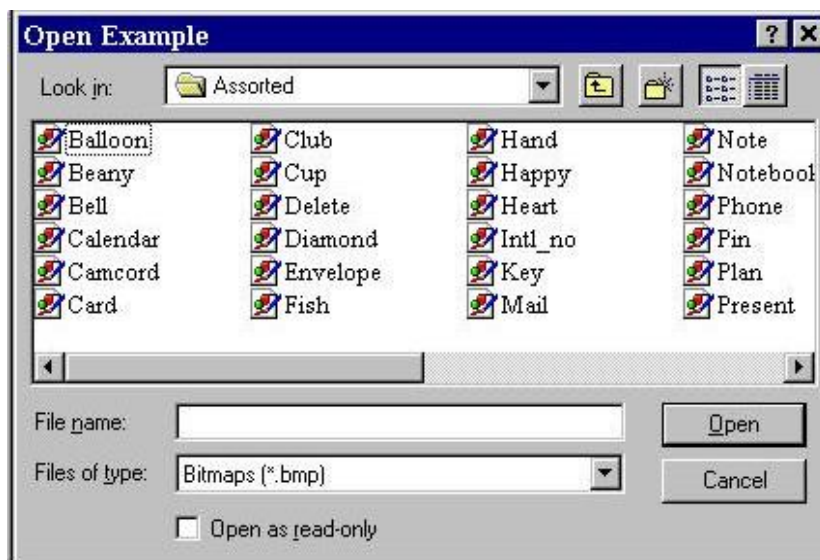 Open Example
Look in: Assorted
Balloon Club Hand Note
Beany Cup Happy Notebook
Bell Delete Heart Phone
Calendar Diamond Intl_no Pin
Camcord Envelope Key Plan
Card Fish Mail Present
File name: Open
Files of type: Bitmaps (*.bmp) Cancel
Open as read-only